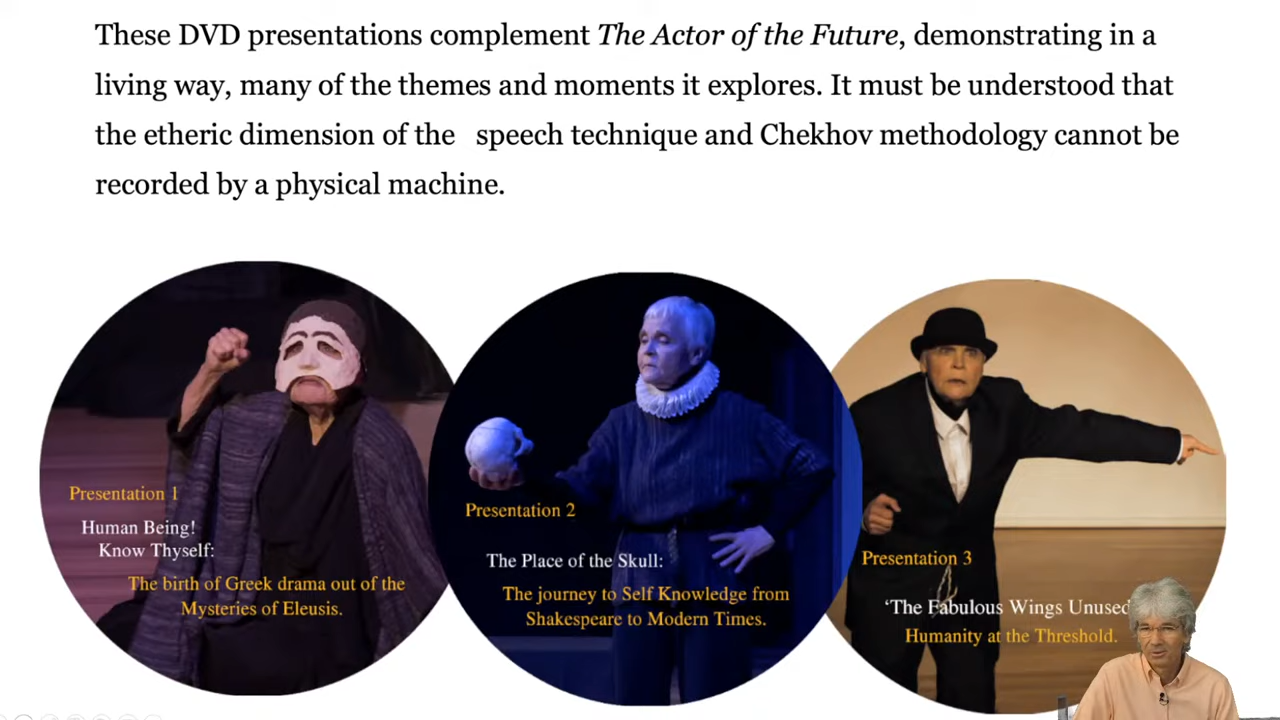 These DVD presentations complement The Actor of the Future, demonstrating in a
living way, many of the themes and moments it explores. It must be understood that
the etheric dimension of the speech technique and Chekhov methodology cannot be
recorded by a physical machine.
Presentation 1
Human Being!
Know Thyself:
The birth of Greek drama out of the
Mysteries of Eleusis.
Presentation 2
The Place of the Skull:
The journey to Self Knowledge from
Shakespeare to Modern Times.
Presentation 3
‘The Fabulous Wings Unused
Humanity at the Threshold.